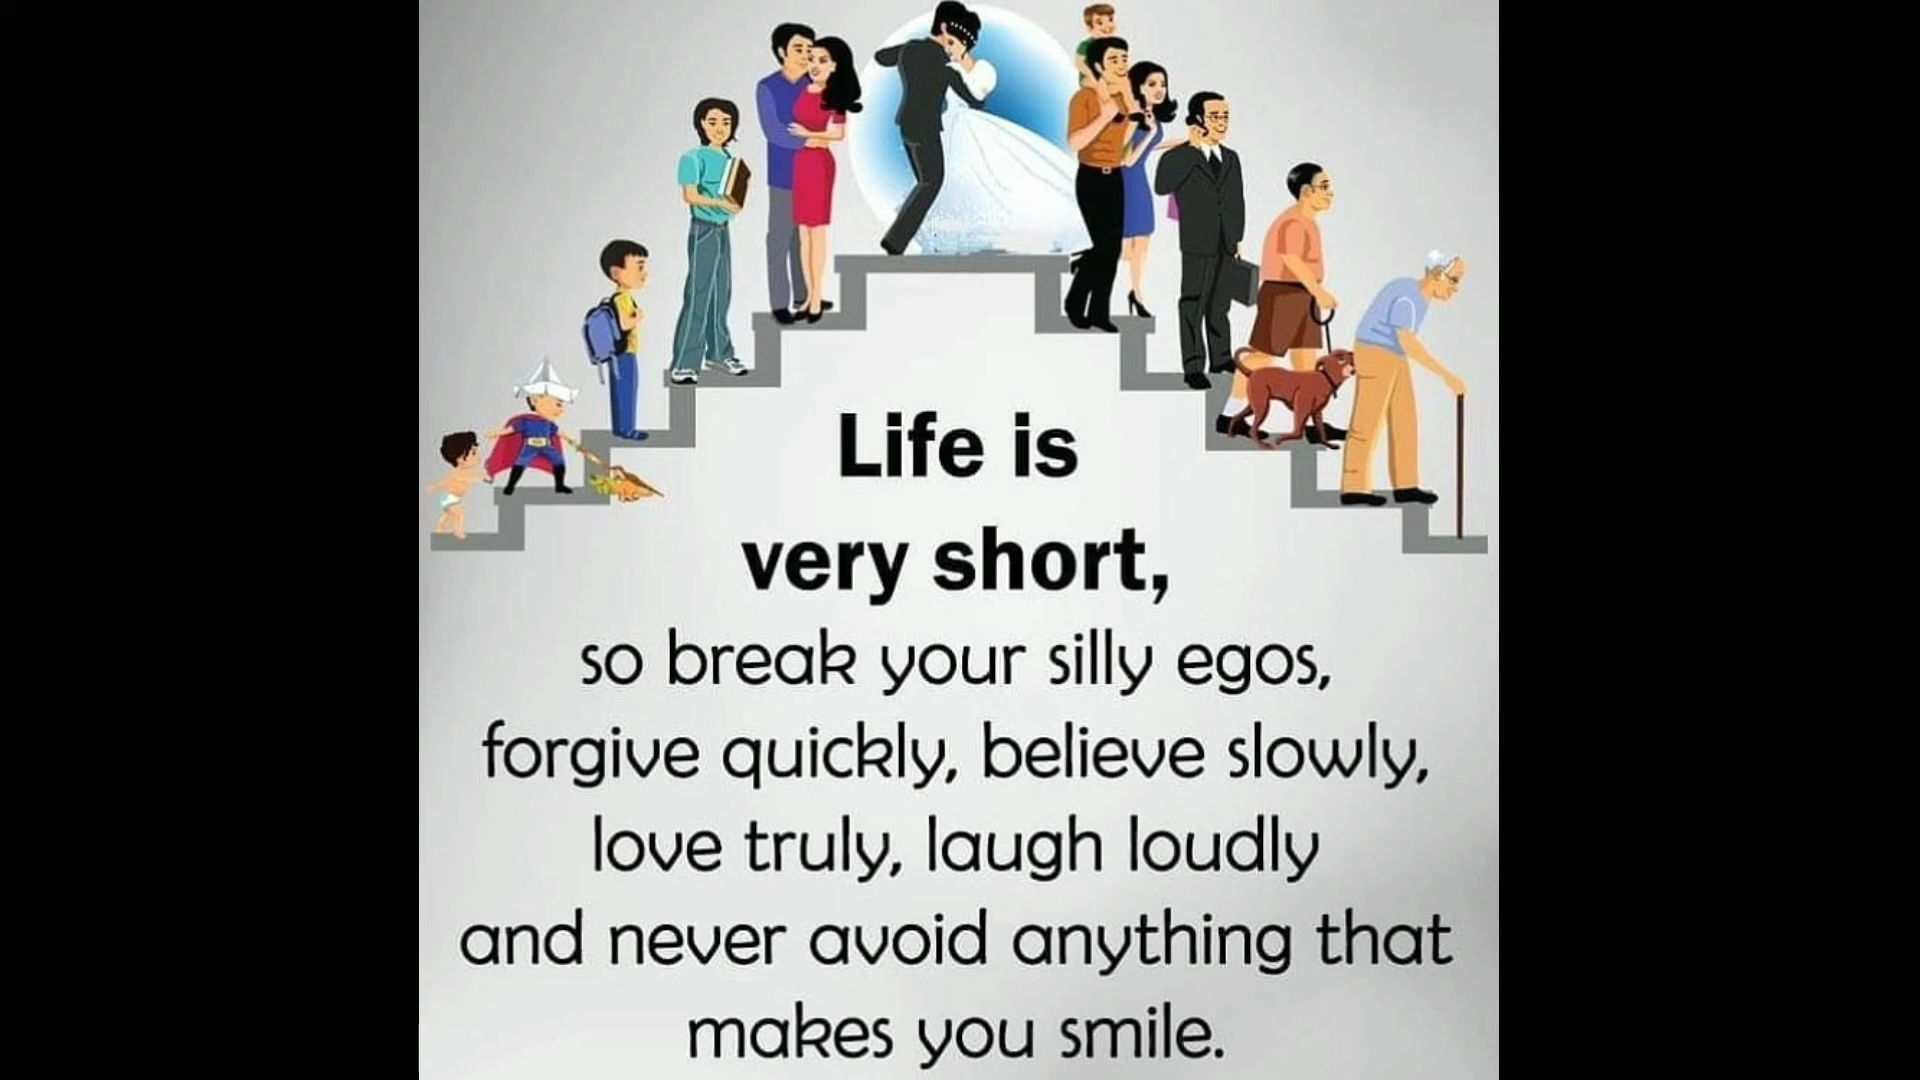 Life is
very short,
so break your silly egos,
forgive quickly, believe slowly,
love truly, laugh loudly
and never avoid anything that
makes you smile.